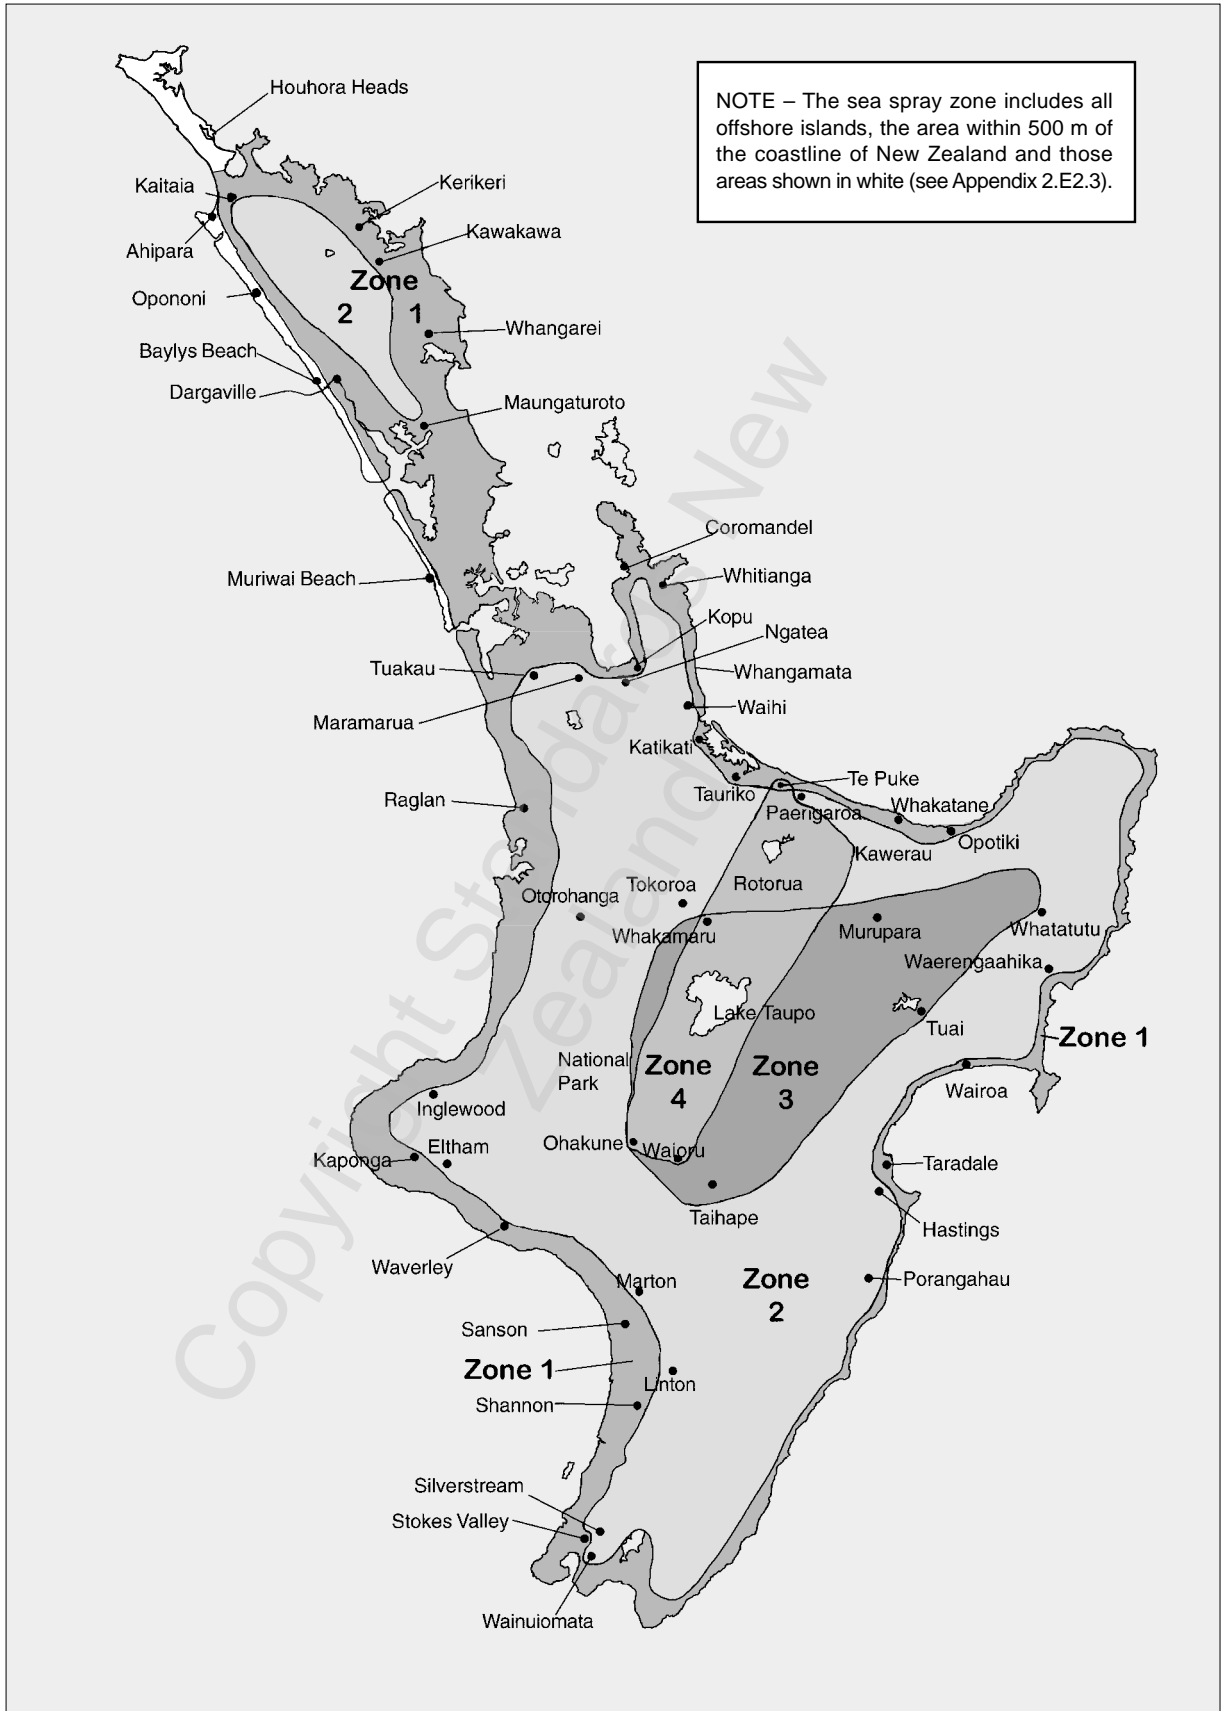 Houhora Heads
NOTE – The sea spray zone includes all
offshore islands, the area within 500 m of
the coastline of New Zealand and those
areas shown in white (see Appendix 2.E2.3).
Kaitaia
Kerikeri
Ahipara
Kawakawa
Opononi
Zone
2
1
Whangarei
Baylys Beach
Dargaville
Maungaturoto
Coromandel
Muriwai Beach
Whitianga
Kopu
Ngatea
Tuakau
Whangamata
Maramarua
Waihi
Katikati
Te Puke
Tauriko
Raglan
Paerigaroa
Whakatane
Opotiki
Kawerau
Rotorua
Tokoroa
Otorohanga
Whakamaru
Murupara
Whatatutu
Waerengaahika
Lake Taupo
Tuai
Zone 1
National
Park
Zone
4
Zone
3
Wairoa
Inglewood
Ohakune
Waioru
Eltham
Kaponga
Taradale
Taihape
Hastings
Waverley
Marton
Zone
2
Porangahau
Sanson
Zone 1
Linton
Shannon
Silverstream
Stokes Valley
Wainuiomata
Copyright Standards New
Zealand